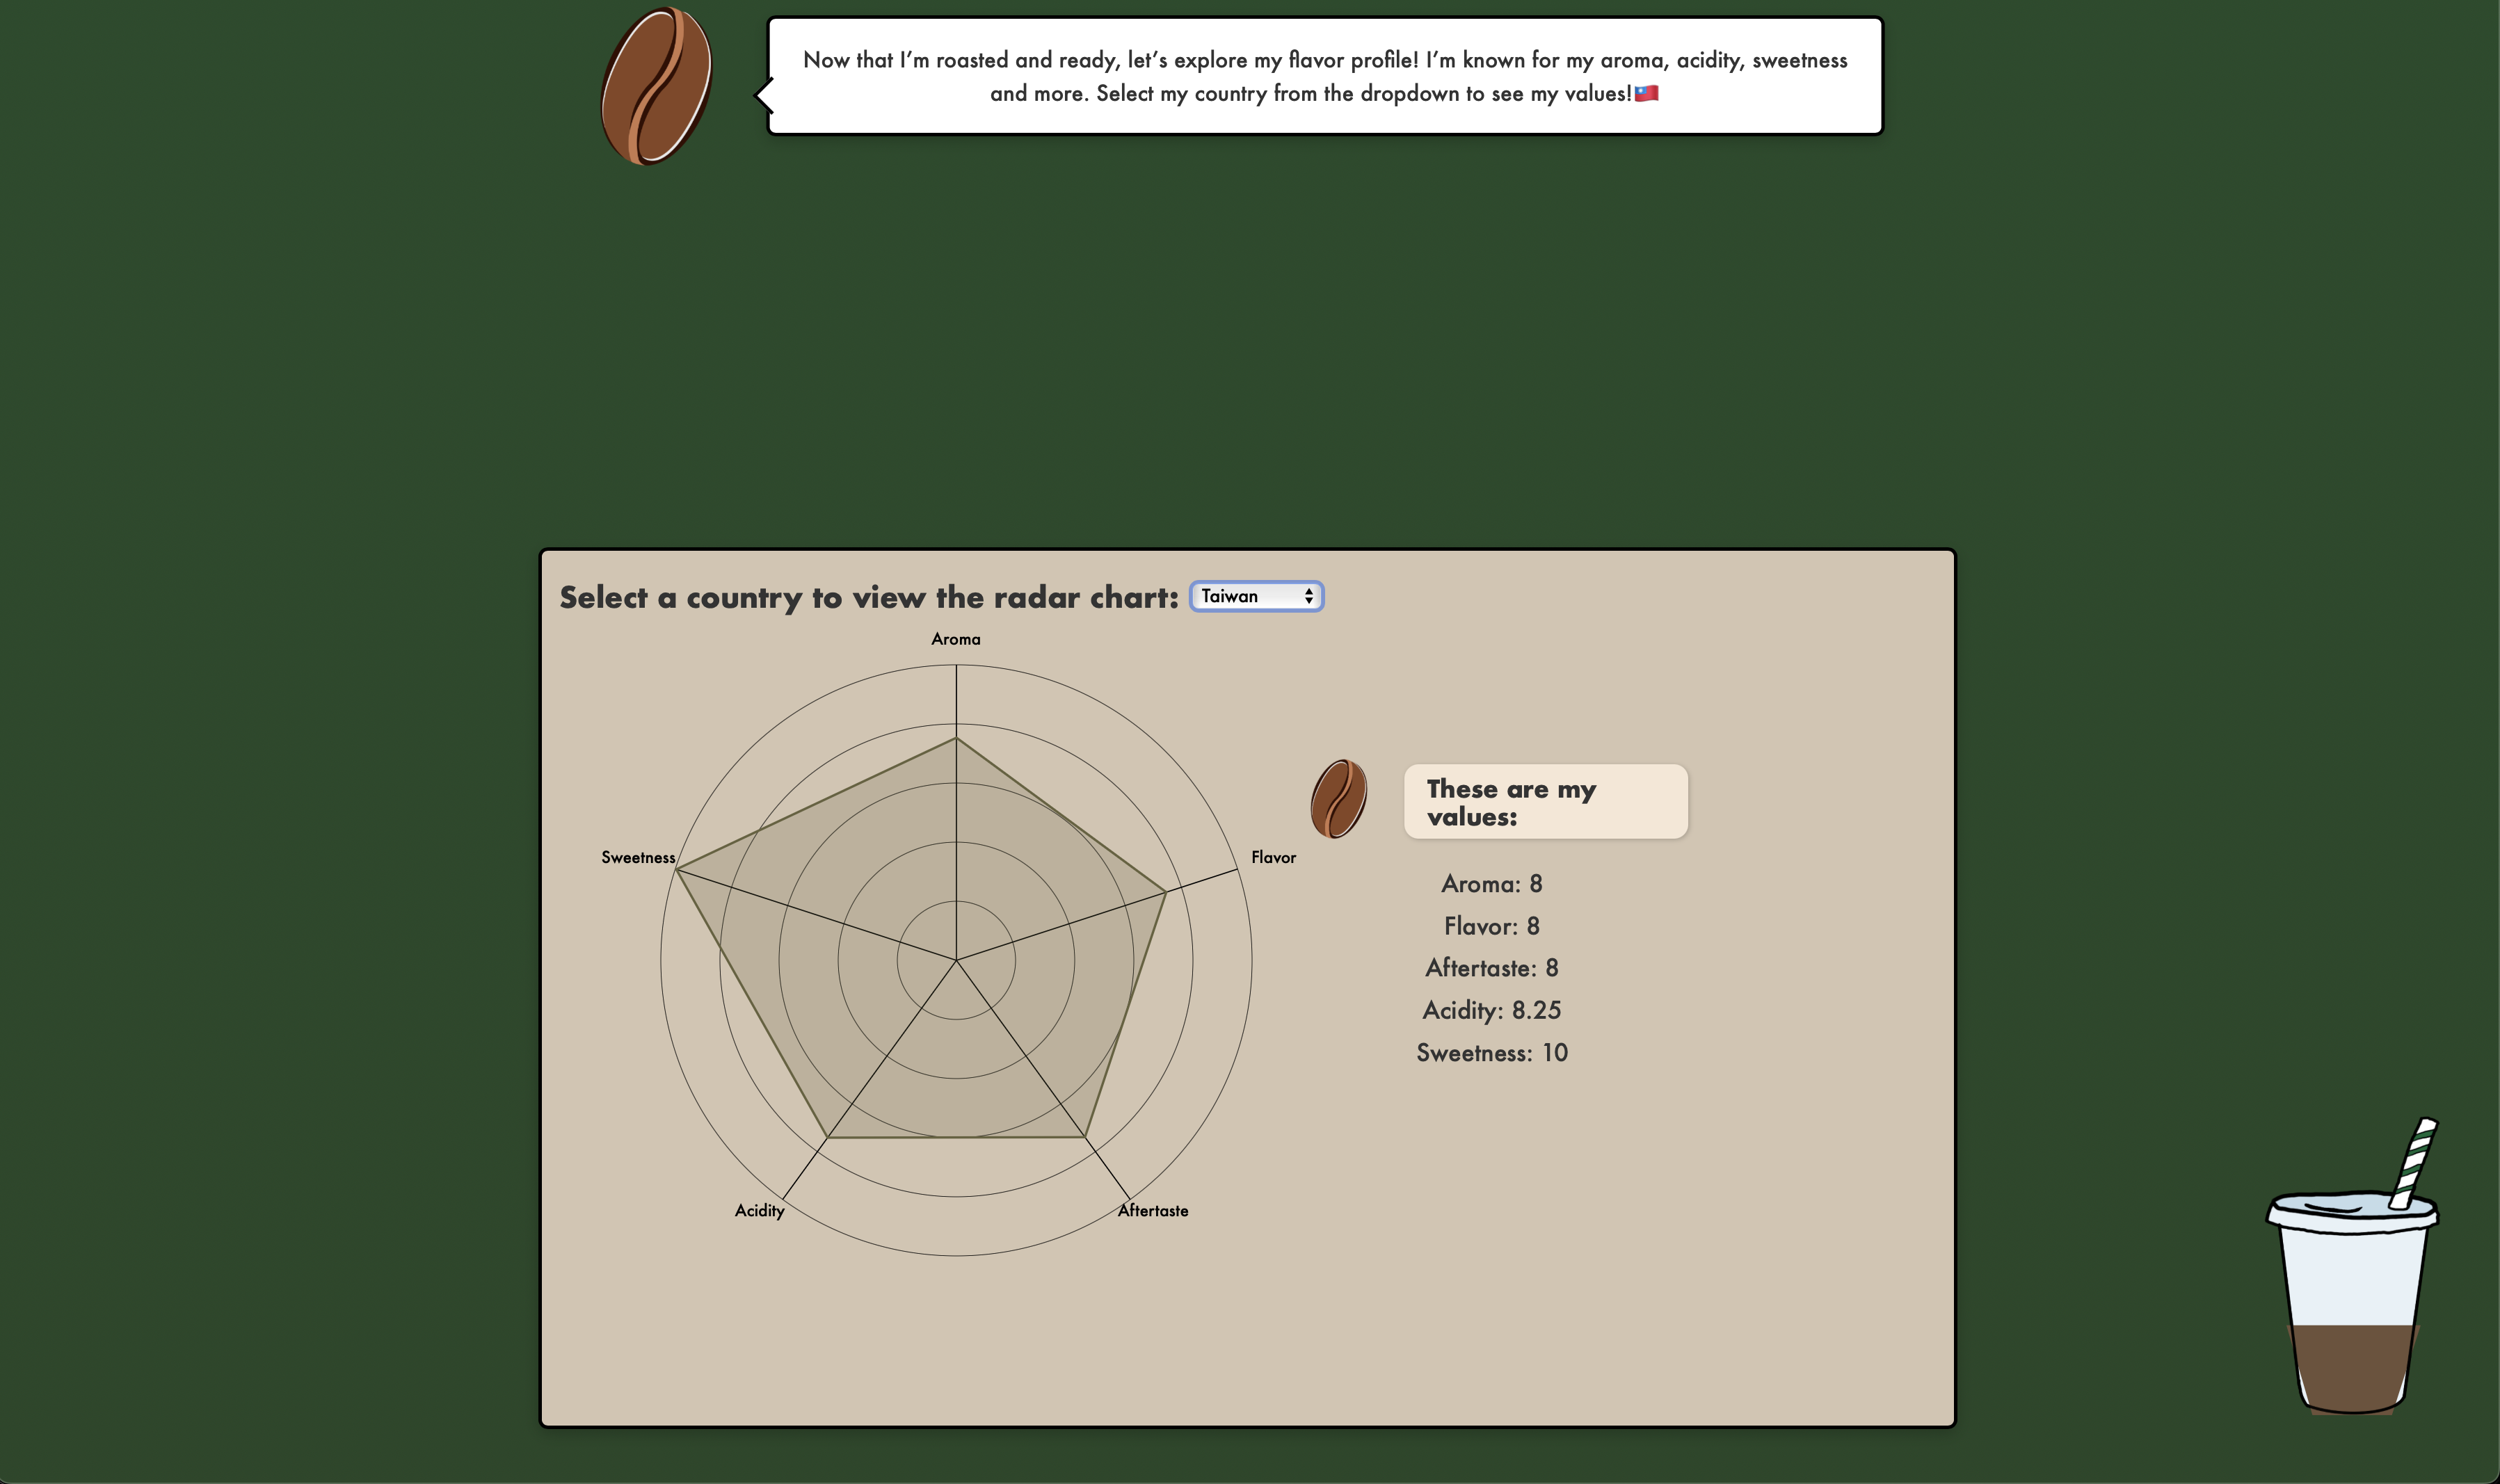 Now that I’m roasted and ready, let’s explore my flavor profile! I’m known for my aroma, acidity, sweetness
and more. Select my country from the dropdown to see my values!🇹🇼
Select a country to view the radar chart: Taiwan
Aroma
Sweetness
Flavor
Acidity
Aftertaste
These are my
values:
Aroma: 8
Flavor: 8
Aftertaste: 8
Acidity: 8.25
Sweetness: 10